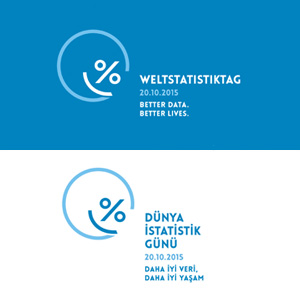 %
WELTSTATISTIKTAG
20.10.2015
BETTER DATA.
BETTER LIVES.
%
DÜNYA
İSTATİSTİK
GÜNÜ
20.10.2015
DAHA İYİ VERİ,
DAHA İYİ YAŞAM